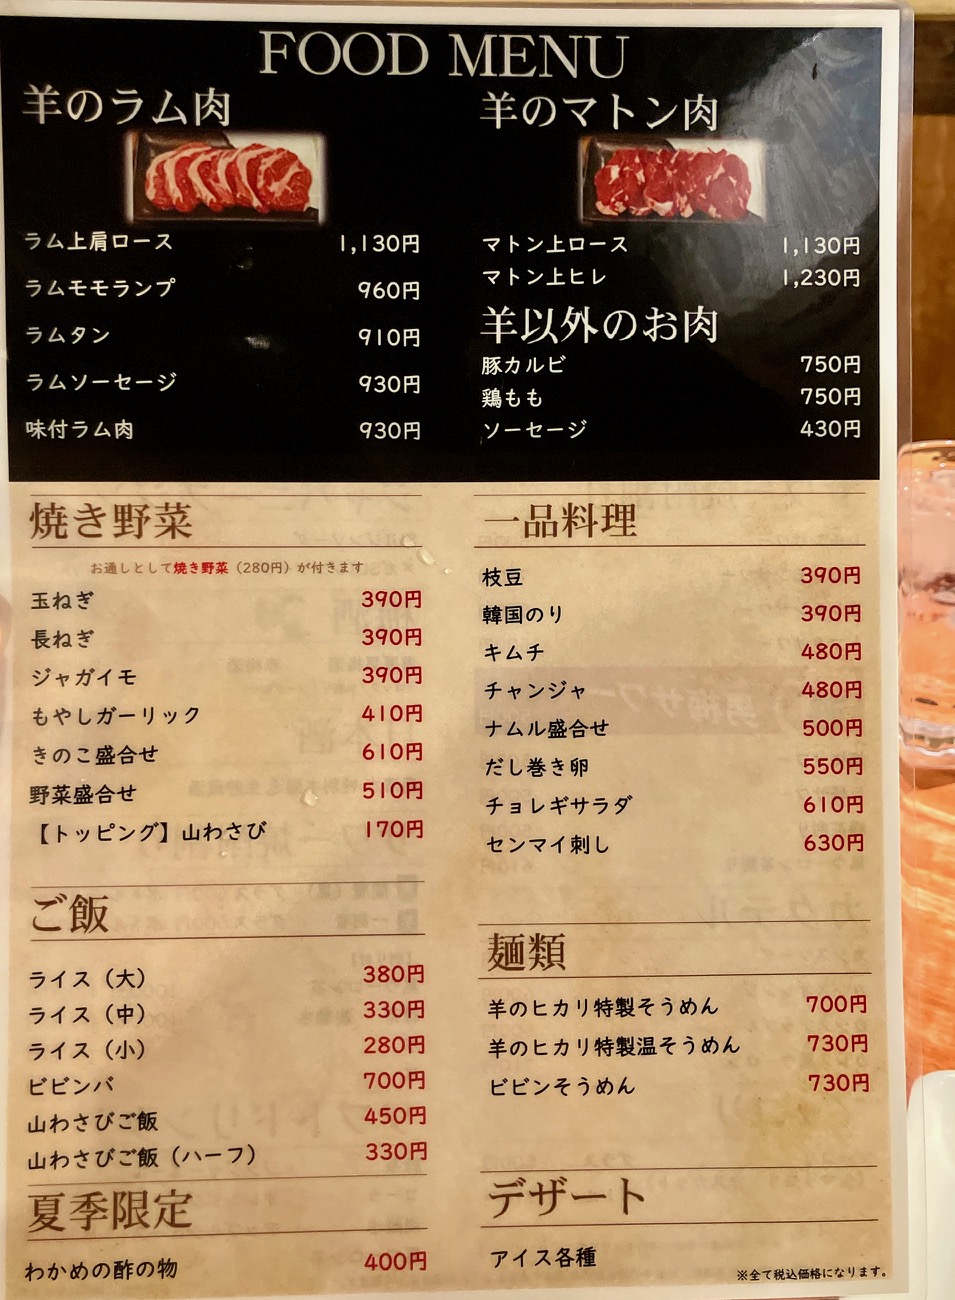 FOOD MENU
羊のラム肉
ラム上肩ロース 1,130円
ラムモモランプ 960円
ラムタン 910円
ラムソーセージ 930円
味付ラム肉 930円
羊のマトン肉
マトン上ロース 1,130円
マトン上ヒレ 1,230円
羊以外のお肉
豚カルビ 750円
鶏もも 750円
ソーセージ 430円
焼き野菜
お通しとして焼き野菜（280円）が付きます
玉ねぎ 390円
長ねぎ 390円
ジャガイモ 390円
もやしガーリック 410円
きのこ盛合せ 610円
野菜盛合せ 510円
【トッピング】山わさび 170円
一品料理
枝豆 390円
韓国のり 390円
キムチ 480円
チャンジャ 480円
ナムル盛合せ 500円
だし巻き卵 550円
チョレギサラダ 610円
センマイ刺し 630円
ご飯
ライス（大） 380円
ライス（中） 330円
ライス（小） 280円
ビビンバ 700円
山わさびご飯 450円
山わさびご飯（ハーフ） 330円
麺類
羊のヒカリ特製そうめん 700円
羊のヒカリ特製温そうめん 730円
ビビンそうめん 730円
夏季限定
わかめの酢の物 400円
デザート
アイス各種
※全て税込価格になります。